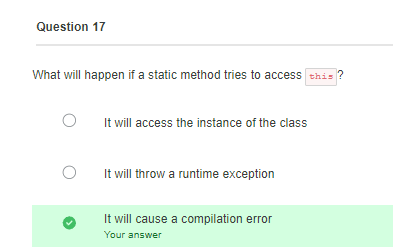 Question 17
What will happen if a static method tries to access this?
It will access the instance of the class
It will throw a runtime exception
It will cause a compilation error
Your answer